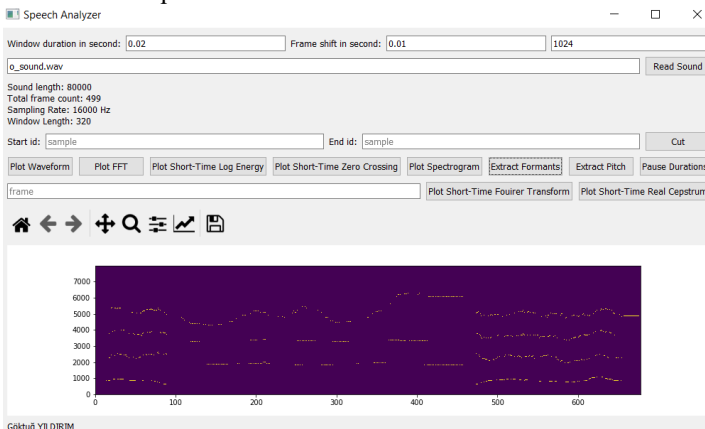 Speech Analyzer
Window duration in second: 0.02 Frame shift in second: 0.01 1024
o_sound.wav Read Sound
Sound length: 80000
Total frame count: 499
Sampling Rate: 16000 Hz
Window Length: 320
Start id: sample End id: sample Cut
Plot Waveform Plot FFT Plot Short-Time Log Energy Plot Short-Time Zero Crossing Plot Spectrogram Extract Formants Extract Pitch Pause Durations
frame Plot Short-Time Fouirer Transform Plot Short-Time Real Cepstrum
7000
6000
5000
4000
3000
2000
1000
0
0 100 200 300 400 500 600
Göktuğ YILDIRIM